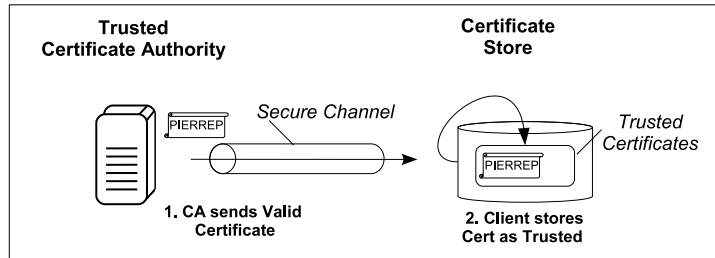 Trusted
Certificate Authority
Certificate
Store
PIERREP
Secure Channel
Trusted
Certificates
PIERREP
1. CA sends Valid
Certificate
2. Client stores
Cert as Trusted